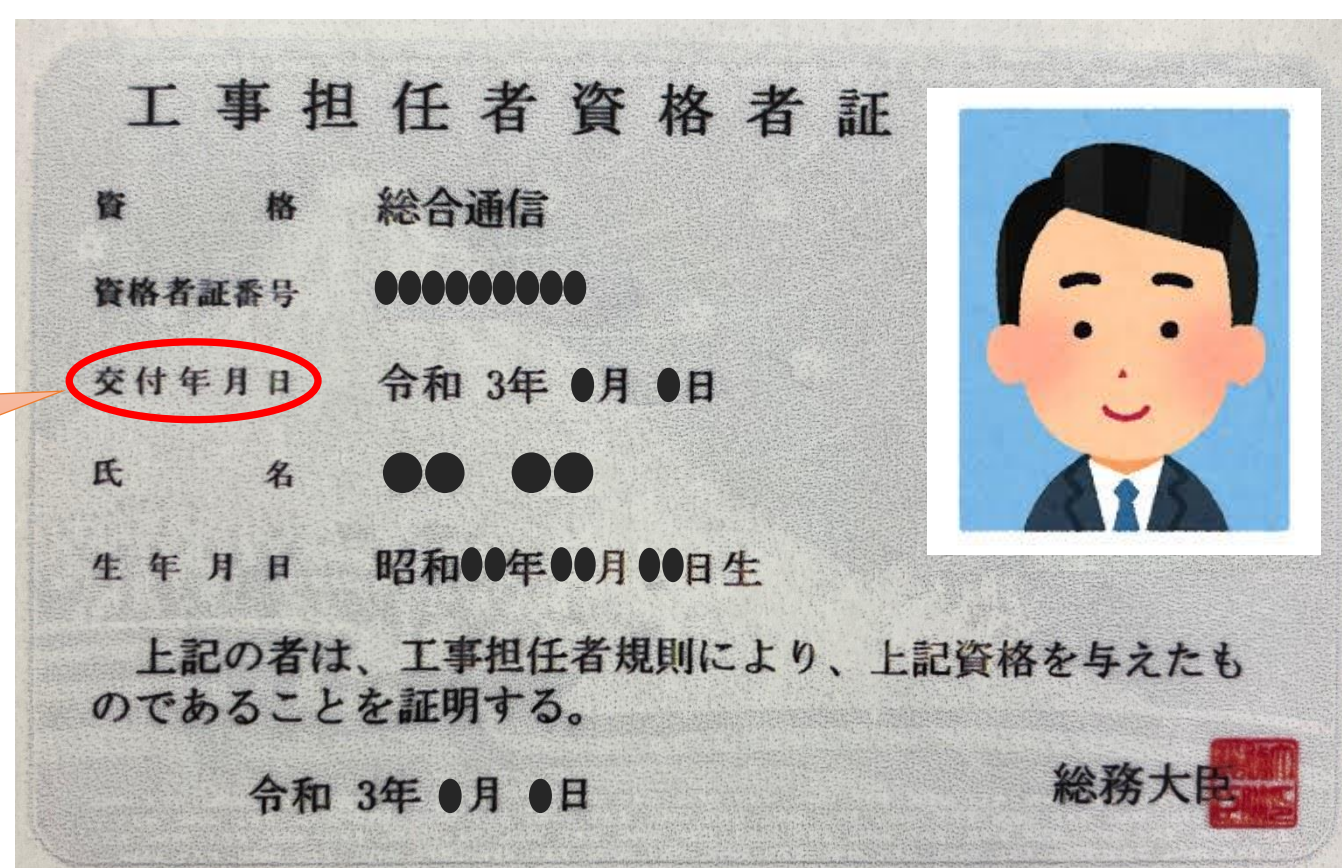 工事担任者資格者証
資格 総合通信
資格者証番号 ●●●●●●●●●
交付年月日 令和 3年 ●月 ●日
氏名 ●● ●●
生年月日 昭和●●年●●月●●日生
上記の者は、工事担任者規則により、上記資格を与えたも
のであることを証明する。
令和 3年 ●月 ●日
総務大臣